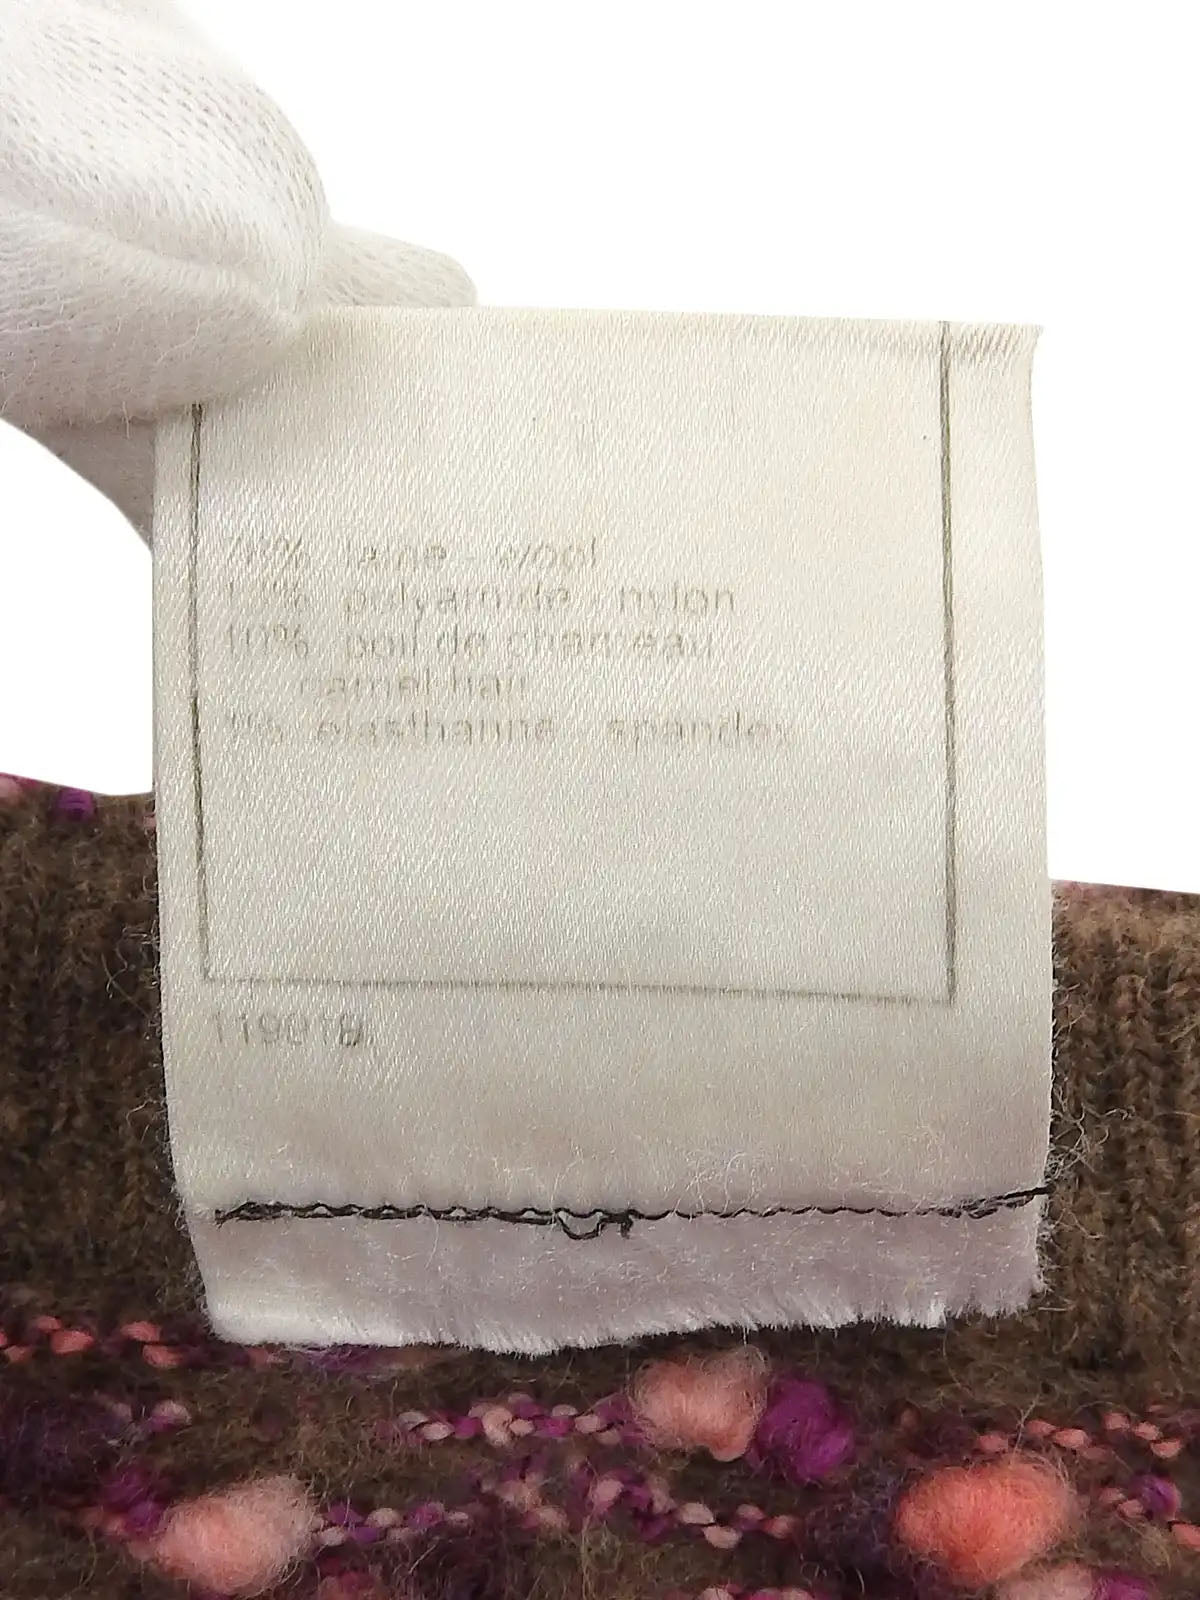 laine - wool
polyamide nylon
10% poil de chameau
camel hair
elasthanne spandex